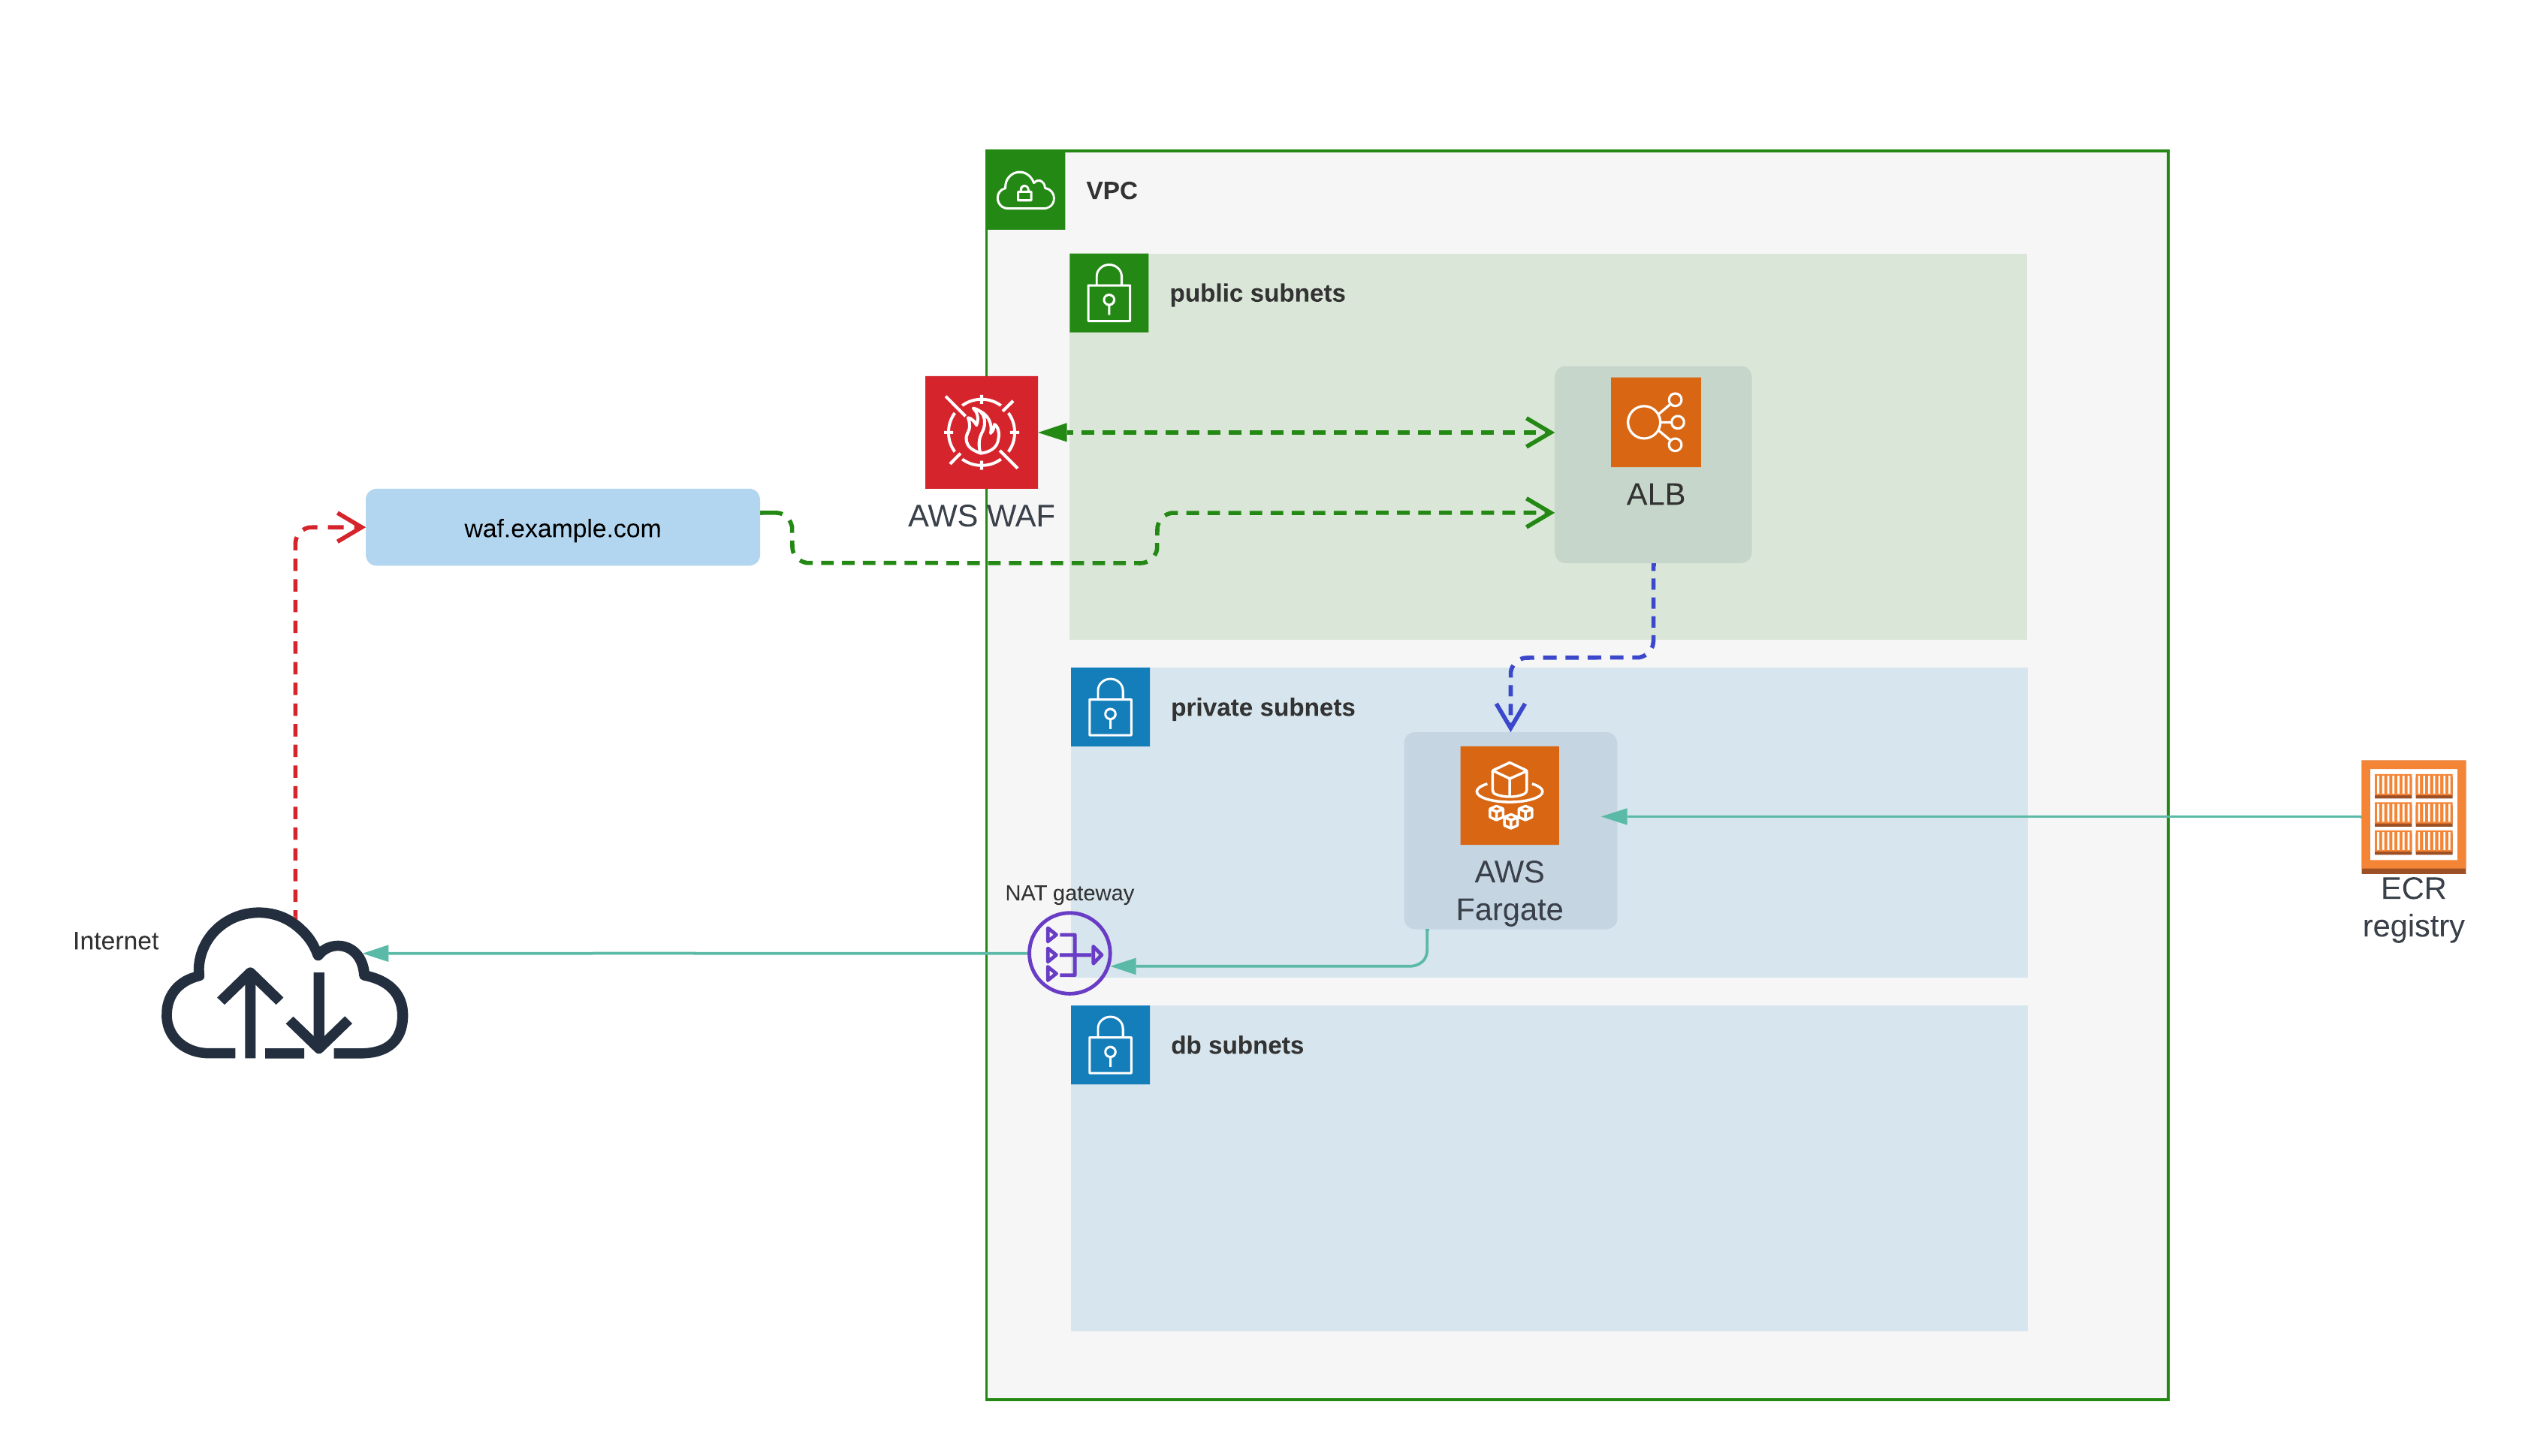 VPC
public subnets
AWS WAF
ALB
waf.example.com
private subnets
AWS
Fargate
ECR
registry
NAT gateway
Internet
db subnets